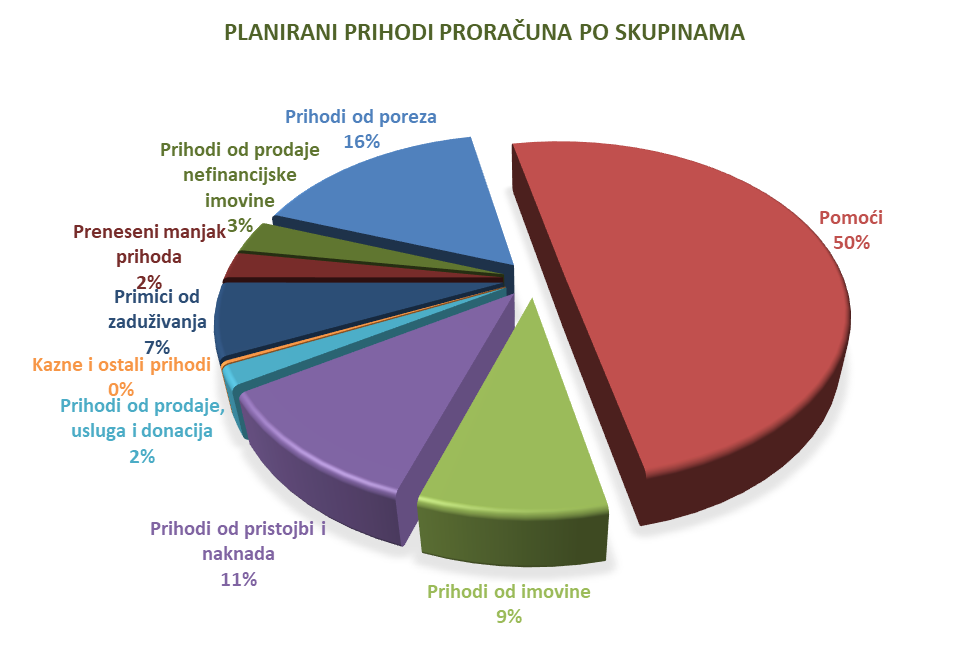 PLANIRANI PRIHODI PRORAČUNA PO SKUPINAMA
Prihodi od poreza
16%
Prihodi od prodaje
nefinancijske
imovine
3%
Preneseni manjak
prihoda
2%
Primici od
zaduživanja
7%
Kazne i ostali prihodi
0%
Prihodi od prodaje,
usluga i donacija
2%
Prihodi od pristojbi i
naknada
11%
Prihodi od imovine
9%
Pomoći
50%